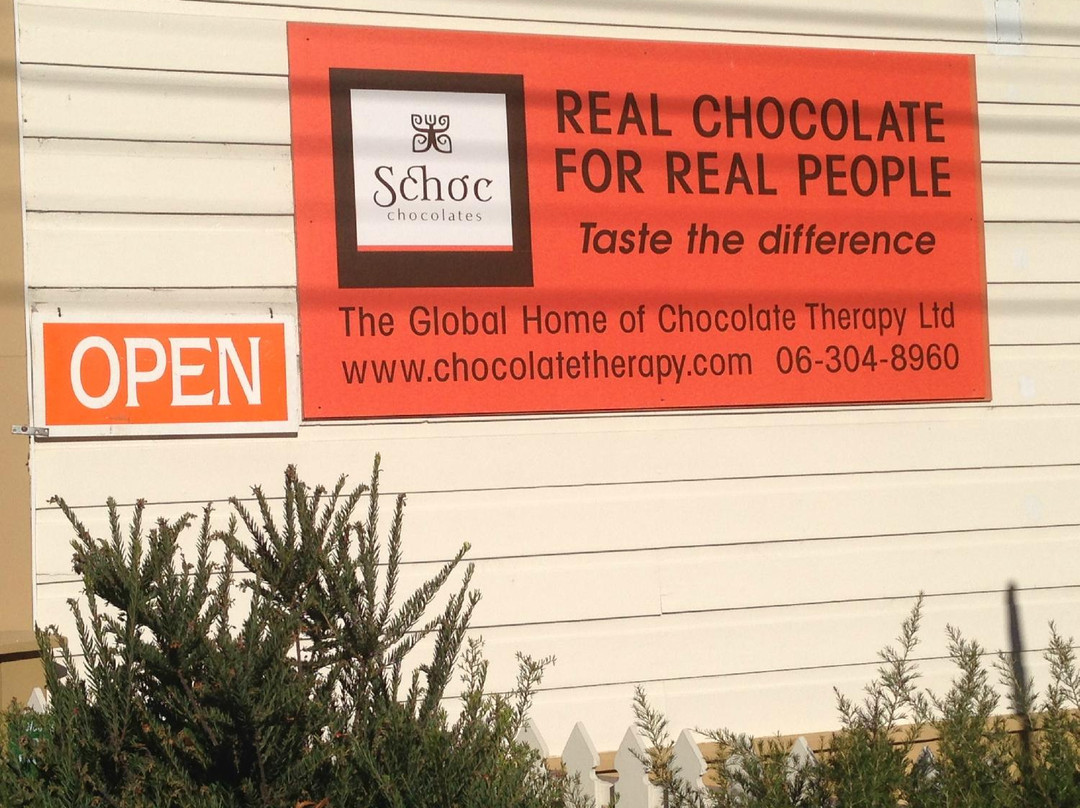 Schoc
chocolates
REAL CHOCOLATE
FOR REAL PEOPLE
Taste the difference
The Global Home of Chocolate Therapy Ltd
www.chocolatetherapy.com 06-304-8960
OPEN